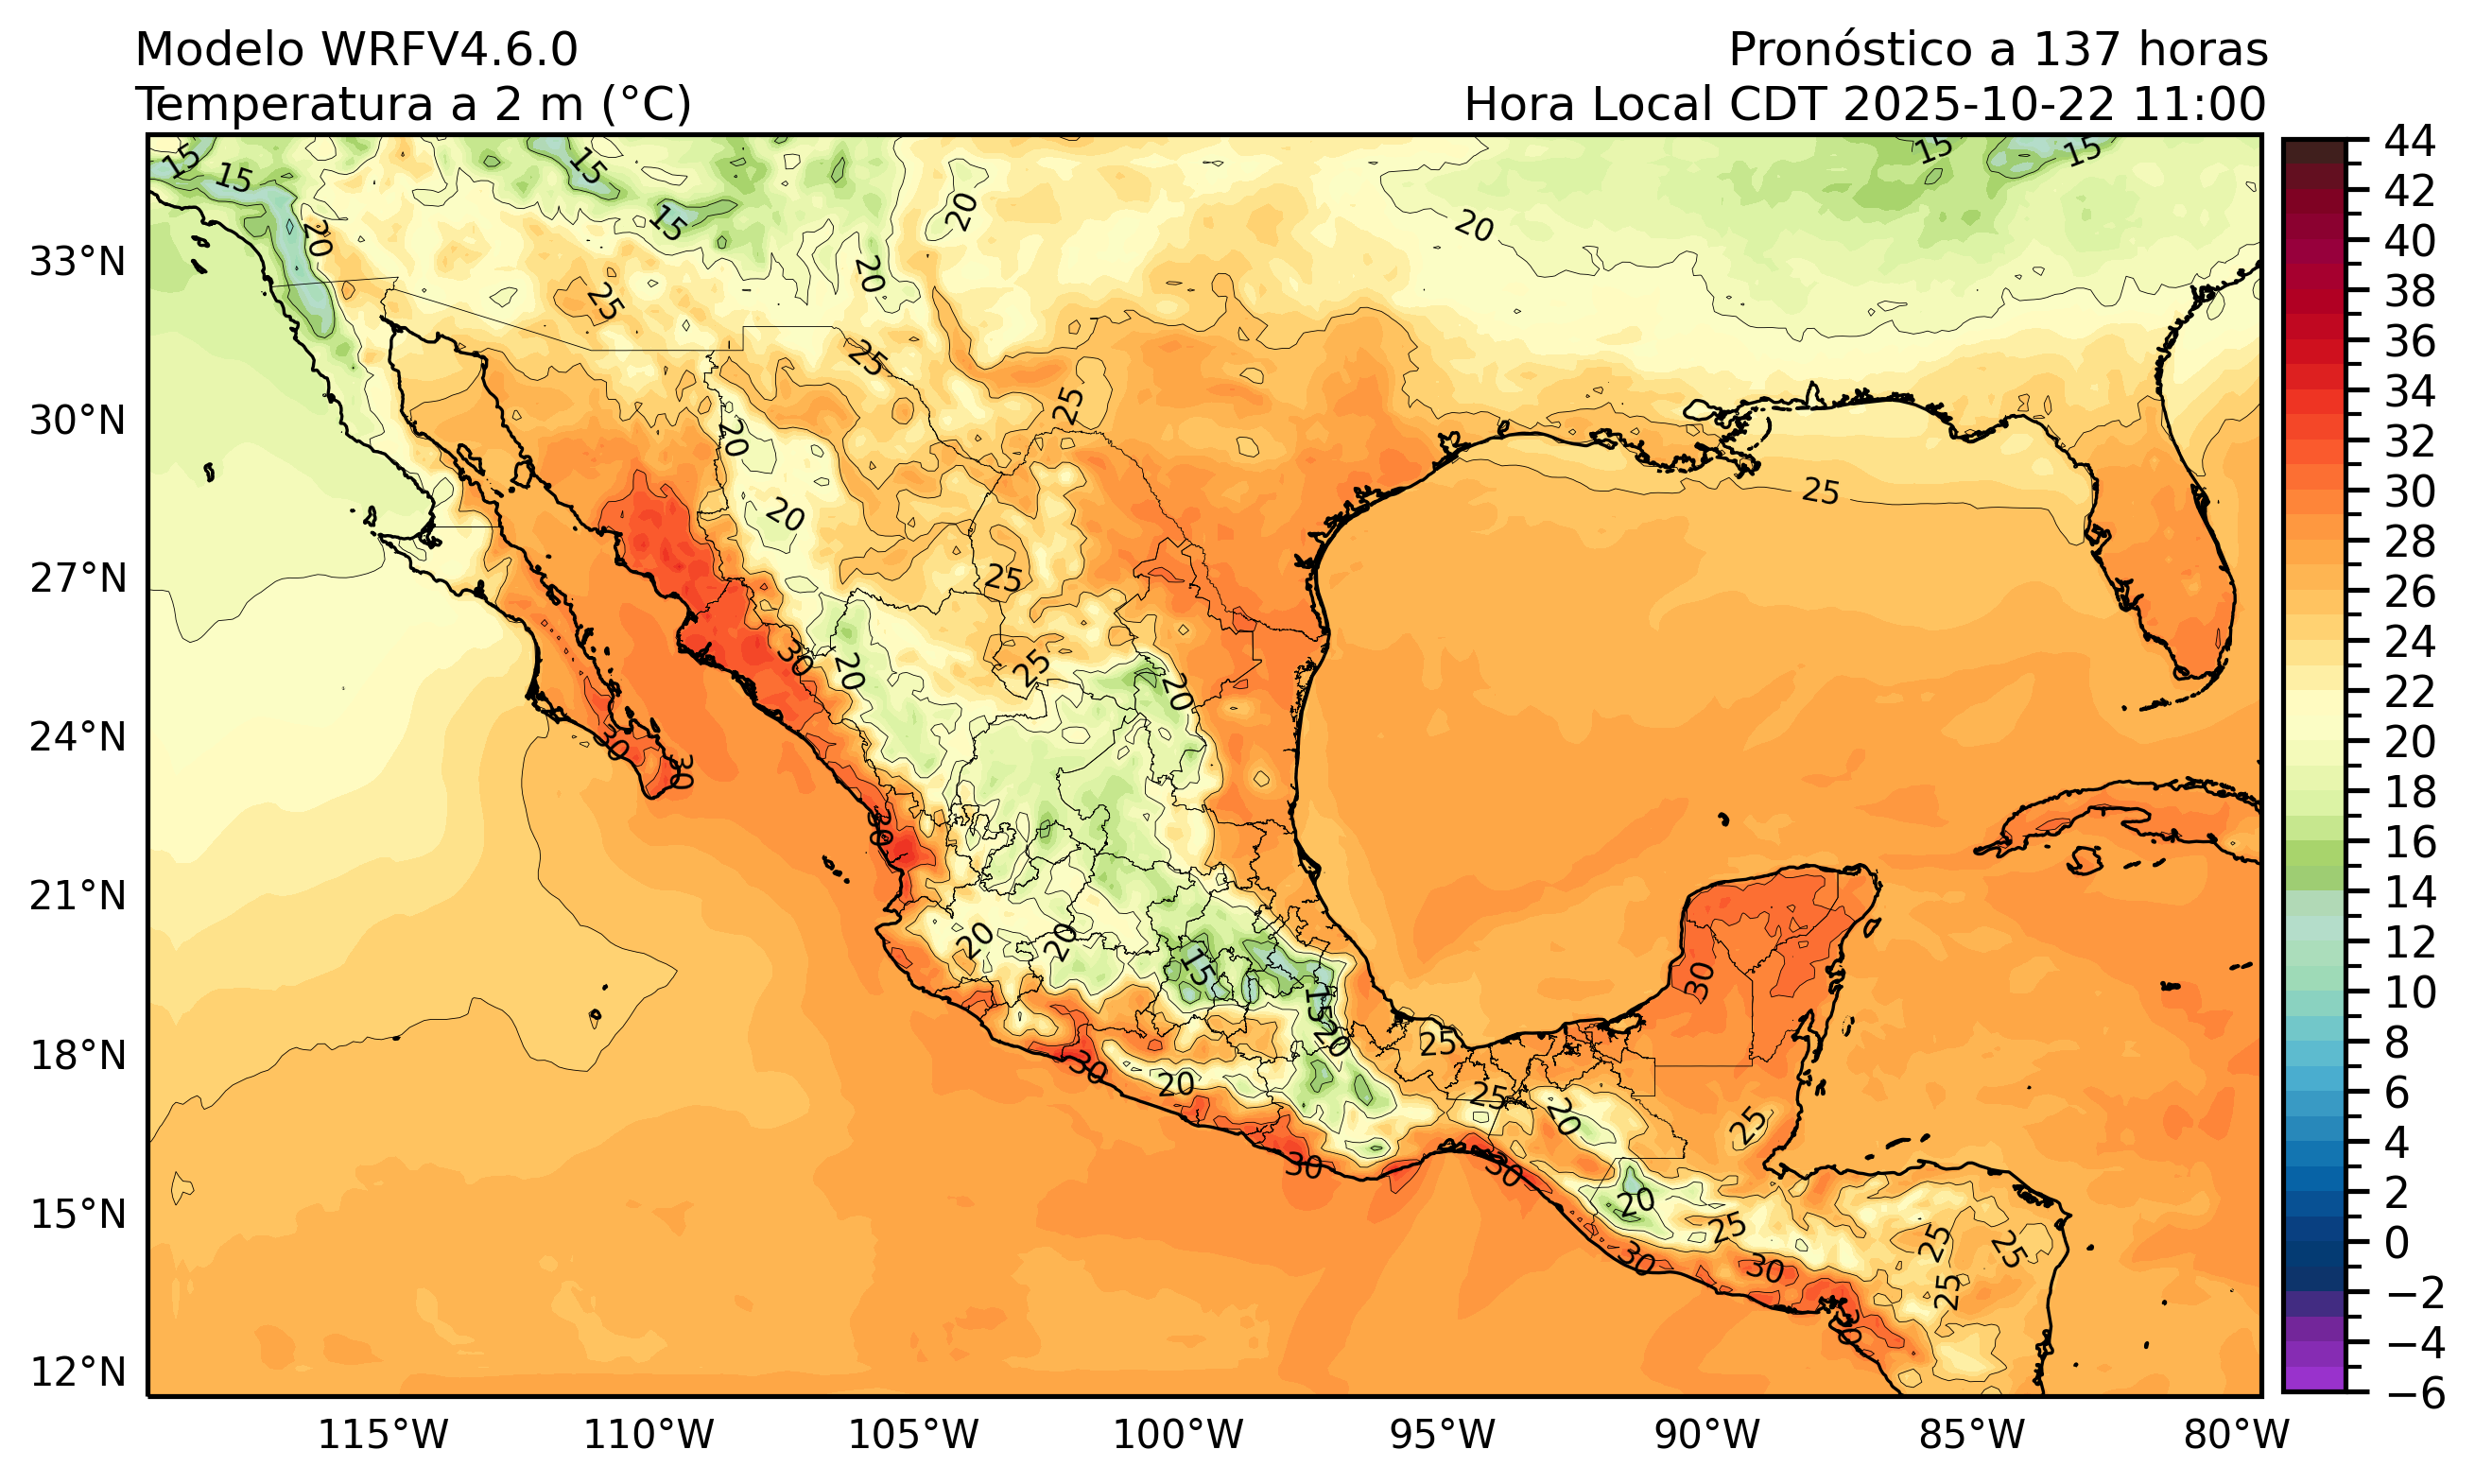 Modelo WRFV4.6.0
Pronóstico a 137 horas
Temperatura a 2 m (°C)
Hora Local CDT 2025-10-22 11:00
15 15 15 15 15 15
20 20 20 20
25 25 25 25
20 20
25 25
30 20 20
30 30
30
20 20 15 30
15 20 25
30 20 25 20 25
30 30 20 25 25 25
30 30 25
30
33°N
30°N
27°N
24°N
21°N
18°N
15°N
12°N
115°W 110°W 105°W 100°W 95°W 90°W 85°W 80°W
44
42
40
38
36
34
32
30
28
26
24
22
20
18
16
14
12
10
8
6
4
2
0
−2
−4
−6